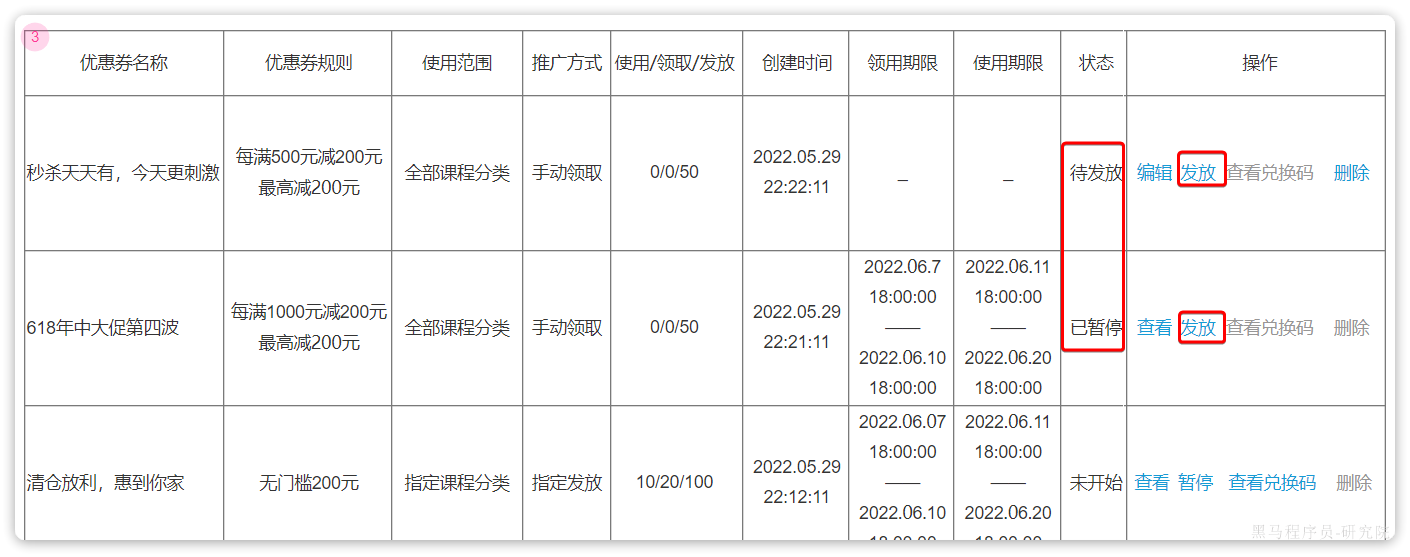 3
优惠券名称 优惠券规则 使用范围 推广方式 使用/领取/发放 创建时间 领用期限 使用期限 状态 操作
秒杀天天有，今天更刺激
每满500元减200元
最高减200元
全部课程分类
手动领取
0/0/50
2022.05.29
22:22:11
–
–
待发放
编辑 发放 查看兑换码 删除
618年中大促第四波
每满1000元减200元
最高减200元
全部课程分类
手动领取
0/0/50
2022.05.29
22:21:11
2022.06.7
18:00:00
——
2022.06.10
18:00:00
2022.06.11
18:00:00
——
2022.06.20
18:00:00
已暂停
查看 发放 查看兑换码 删除
清仓放利，惠到你家
无门槛200元
指定课程分类
指定发放
10/20/100
2022.05.29
22:12:11
2022.06.07
18:00:00
——
2022.06.10
18:00:00
2022.06.11
18:00:00
——
2022.06.20
18:00:00
未开始
查看 暂停 查看兑换码 删除
黑马程序员-研究院